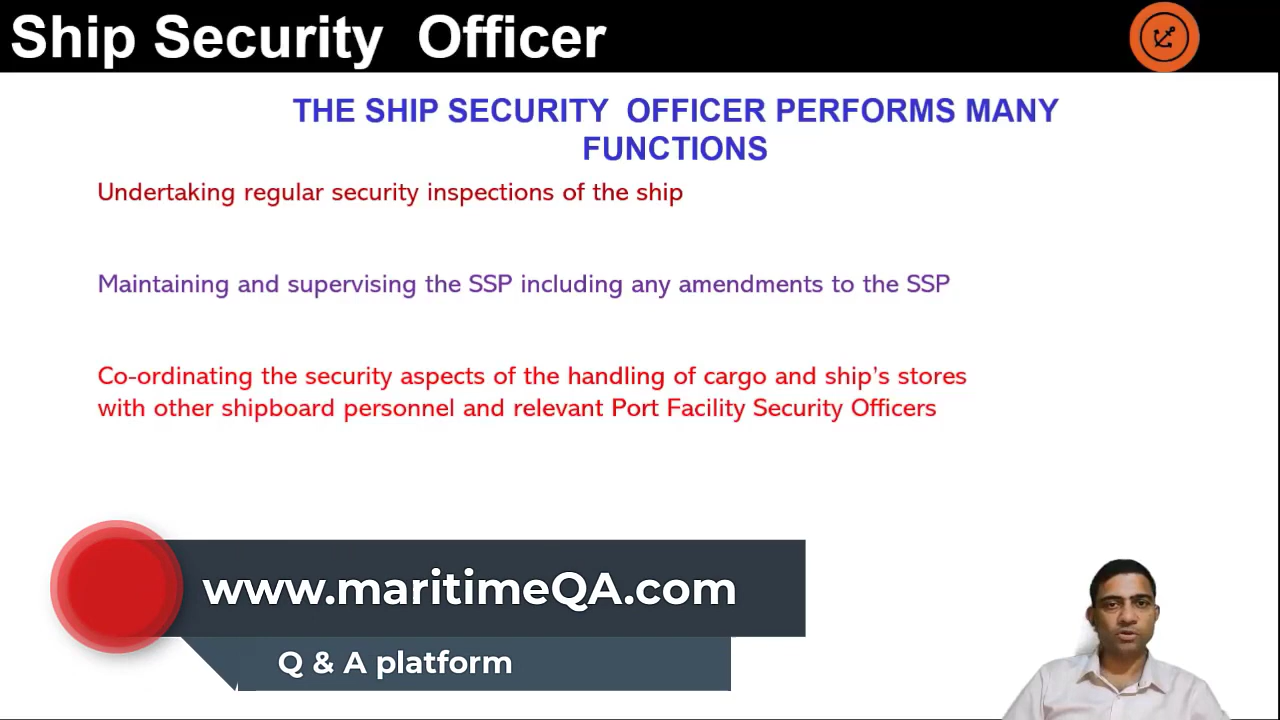 Ship Security Officer
THE SHIP SECURITY OFFICER PERFORMS MANY
FUNCTIONS
Undertaking regular security inspections of the ship
Maintaining and supervising the SSP including any amendments to the SSP
Co-ordinating the security aspects of the handling of cargo and ship's stores
with other shipboard personnel and relevant Port Facility Security Officers
www.maritimeQA.com
Q & A platform